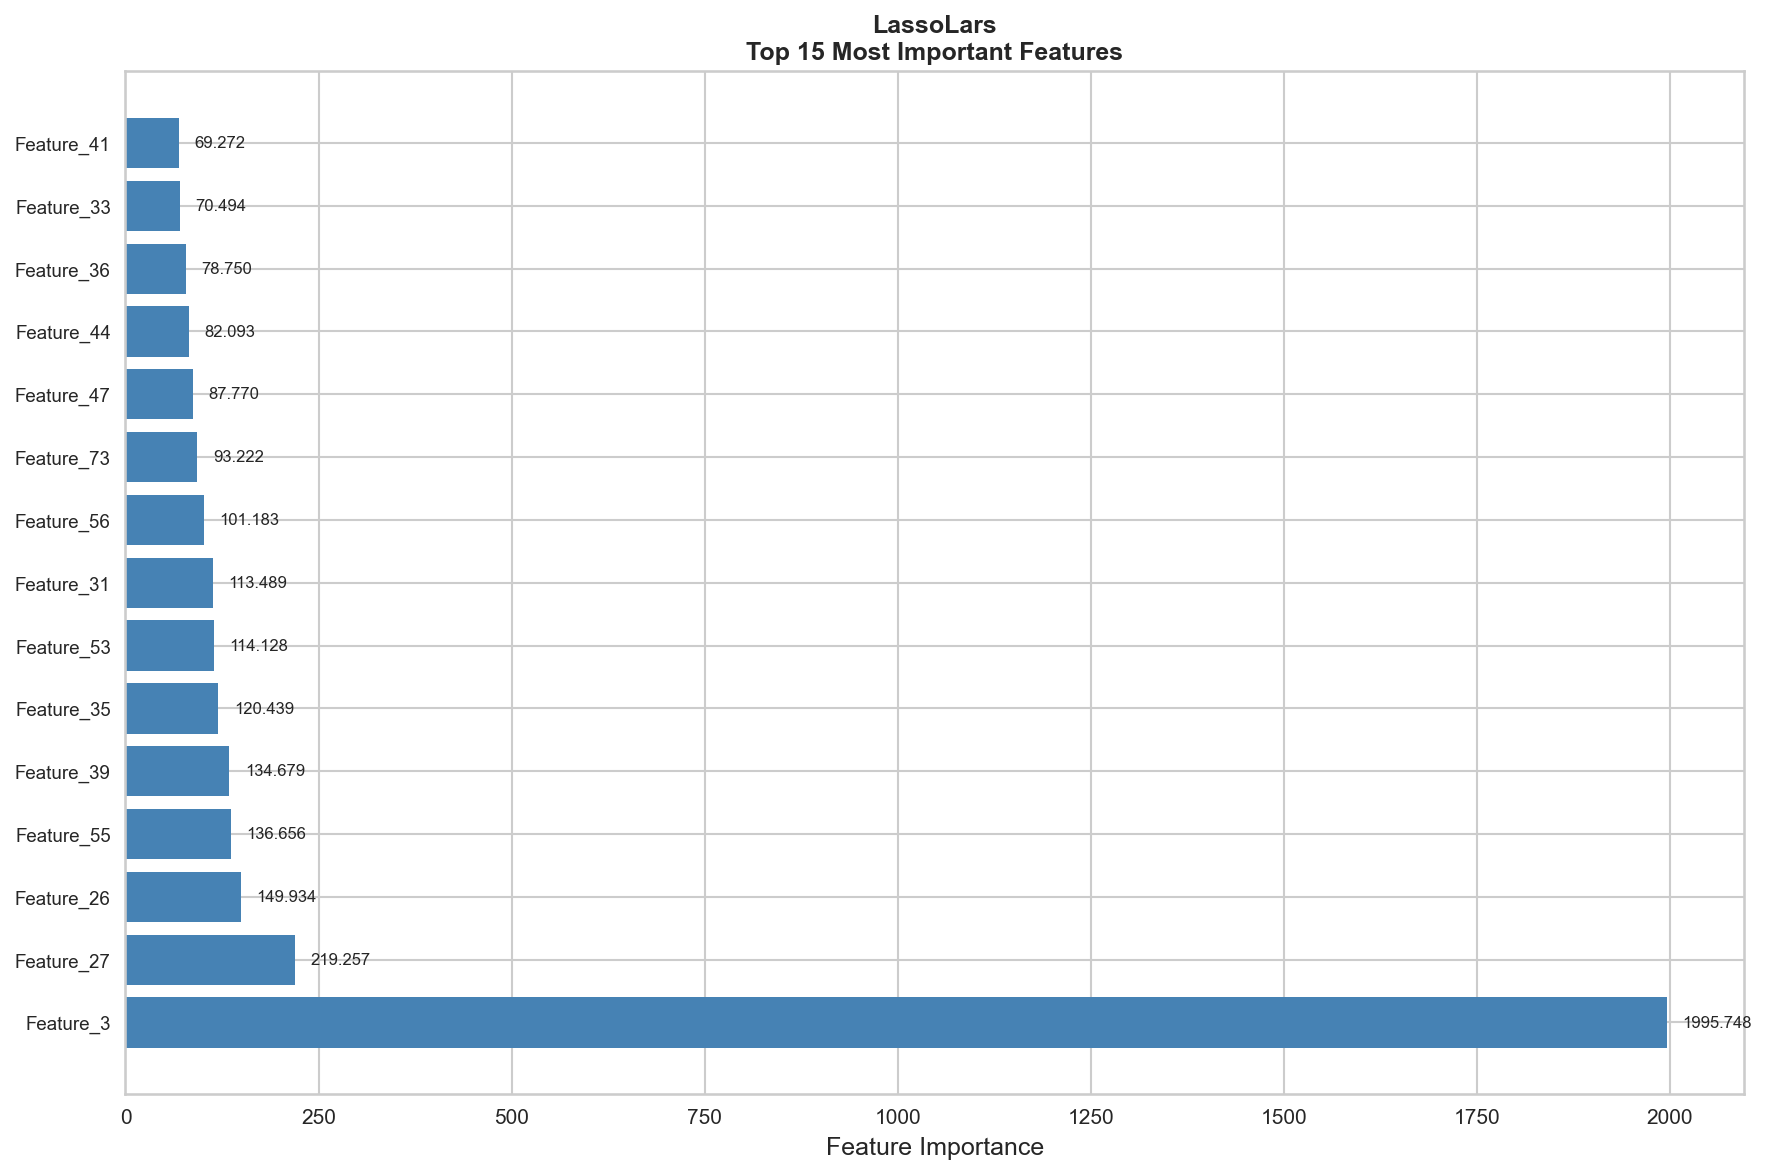 LassoLars
Top 15 Most Important Features
Feature_41 69.272
Feature_33 70.494
Feature_36 78.750
Feature_44 82.093
Feature_47 87.770
Feature_73 93.222
Feature_56 101.183
Feature_31 113.489
Feature_53 114.128
Feature_35 120.439
Feature_39 134.679
Feature_55 136.656
Feature_26 149.934
Feature_27 219.257
Feature_3 1995.748
0 250 500 750 1000 1250 1500 1750 2000
Feature Importance